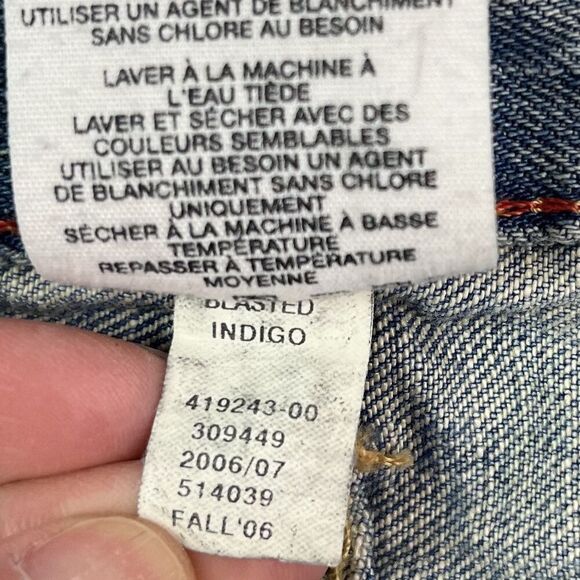 UTILISER UN AGENT DE BLANCHIMENT
SANS CHLORE AU BESOIN
LAVER À LA MACHINE À
L'EAU TIÈDE
LAVER ET SÉCHER AVEC DES
COULEURS SEMBLABLES
UTILISER AU BESOIN UN AGENT
DE BLANCHIMENT SANS CHLORE
UNIQUEMENT
SÉCHER À LA MACHINE À BASSE
TEMPÉRATURE
REPASSER À TEMPÉRATURE
MOYENNE
BLASTED
INDIGO
419243-00
309449
2006/07
514039
FALL'06